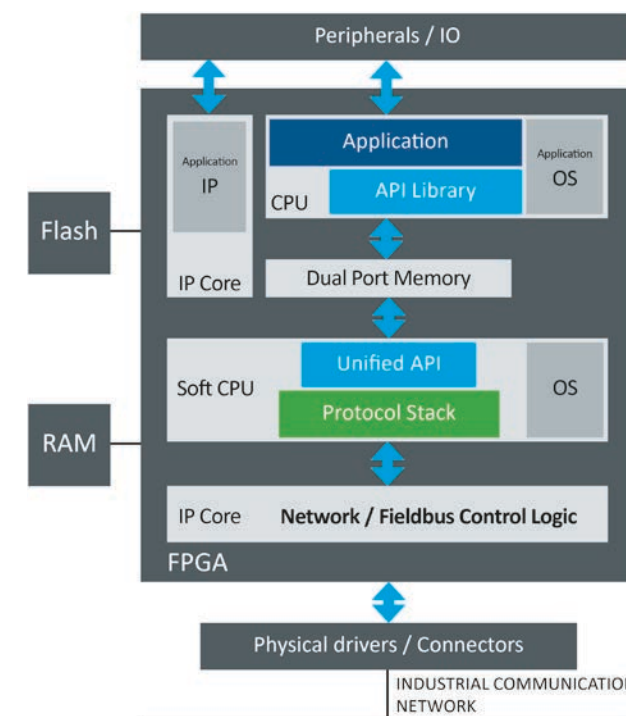 Peripherals / IO
Application
IP
IP Core
Application
API Library
CPU
Application
OS
Flash
Dual Port Memory
Unified API
Soft CPU
Protocol Stack
OS
RAM
IP Core
Network / Fieldbus Control Logic
FPGA
Physical drivers / Connectors
INDUSTRIAL COMMUNICATION
NETWORK